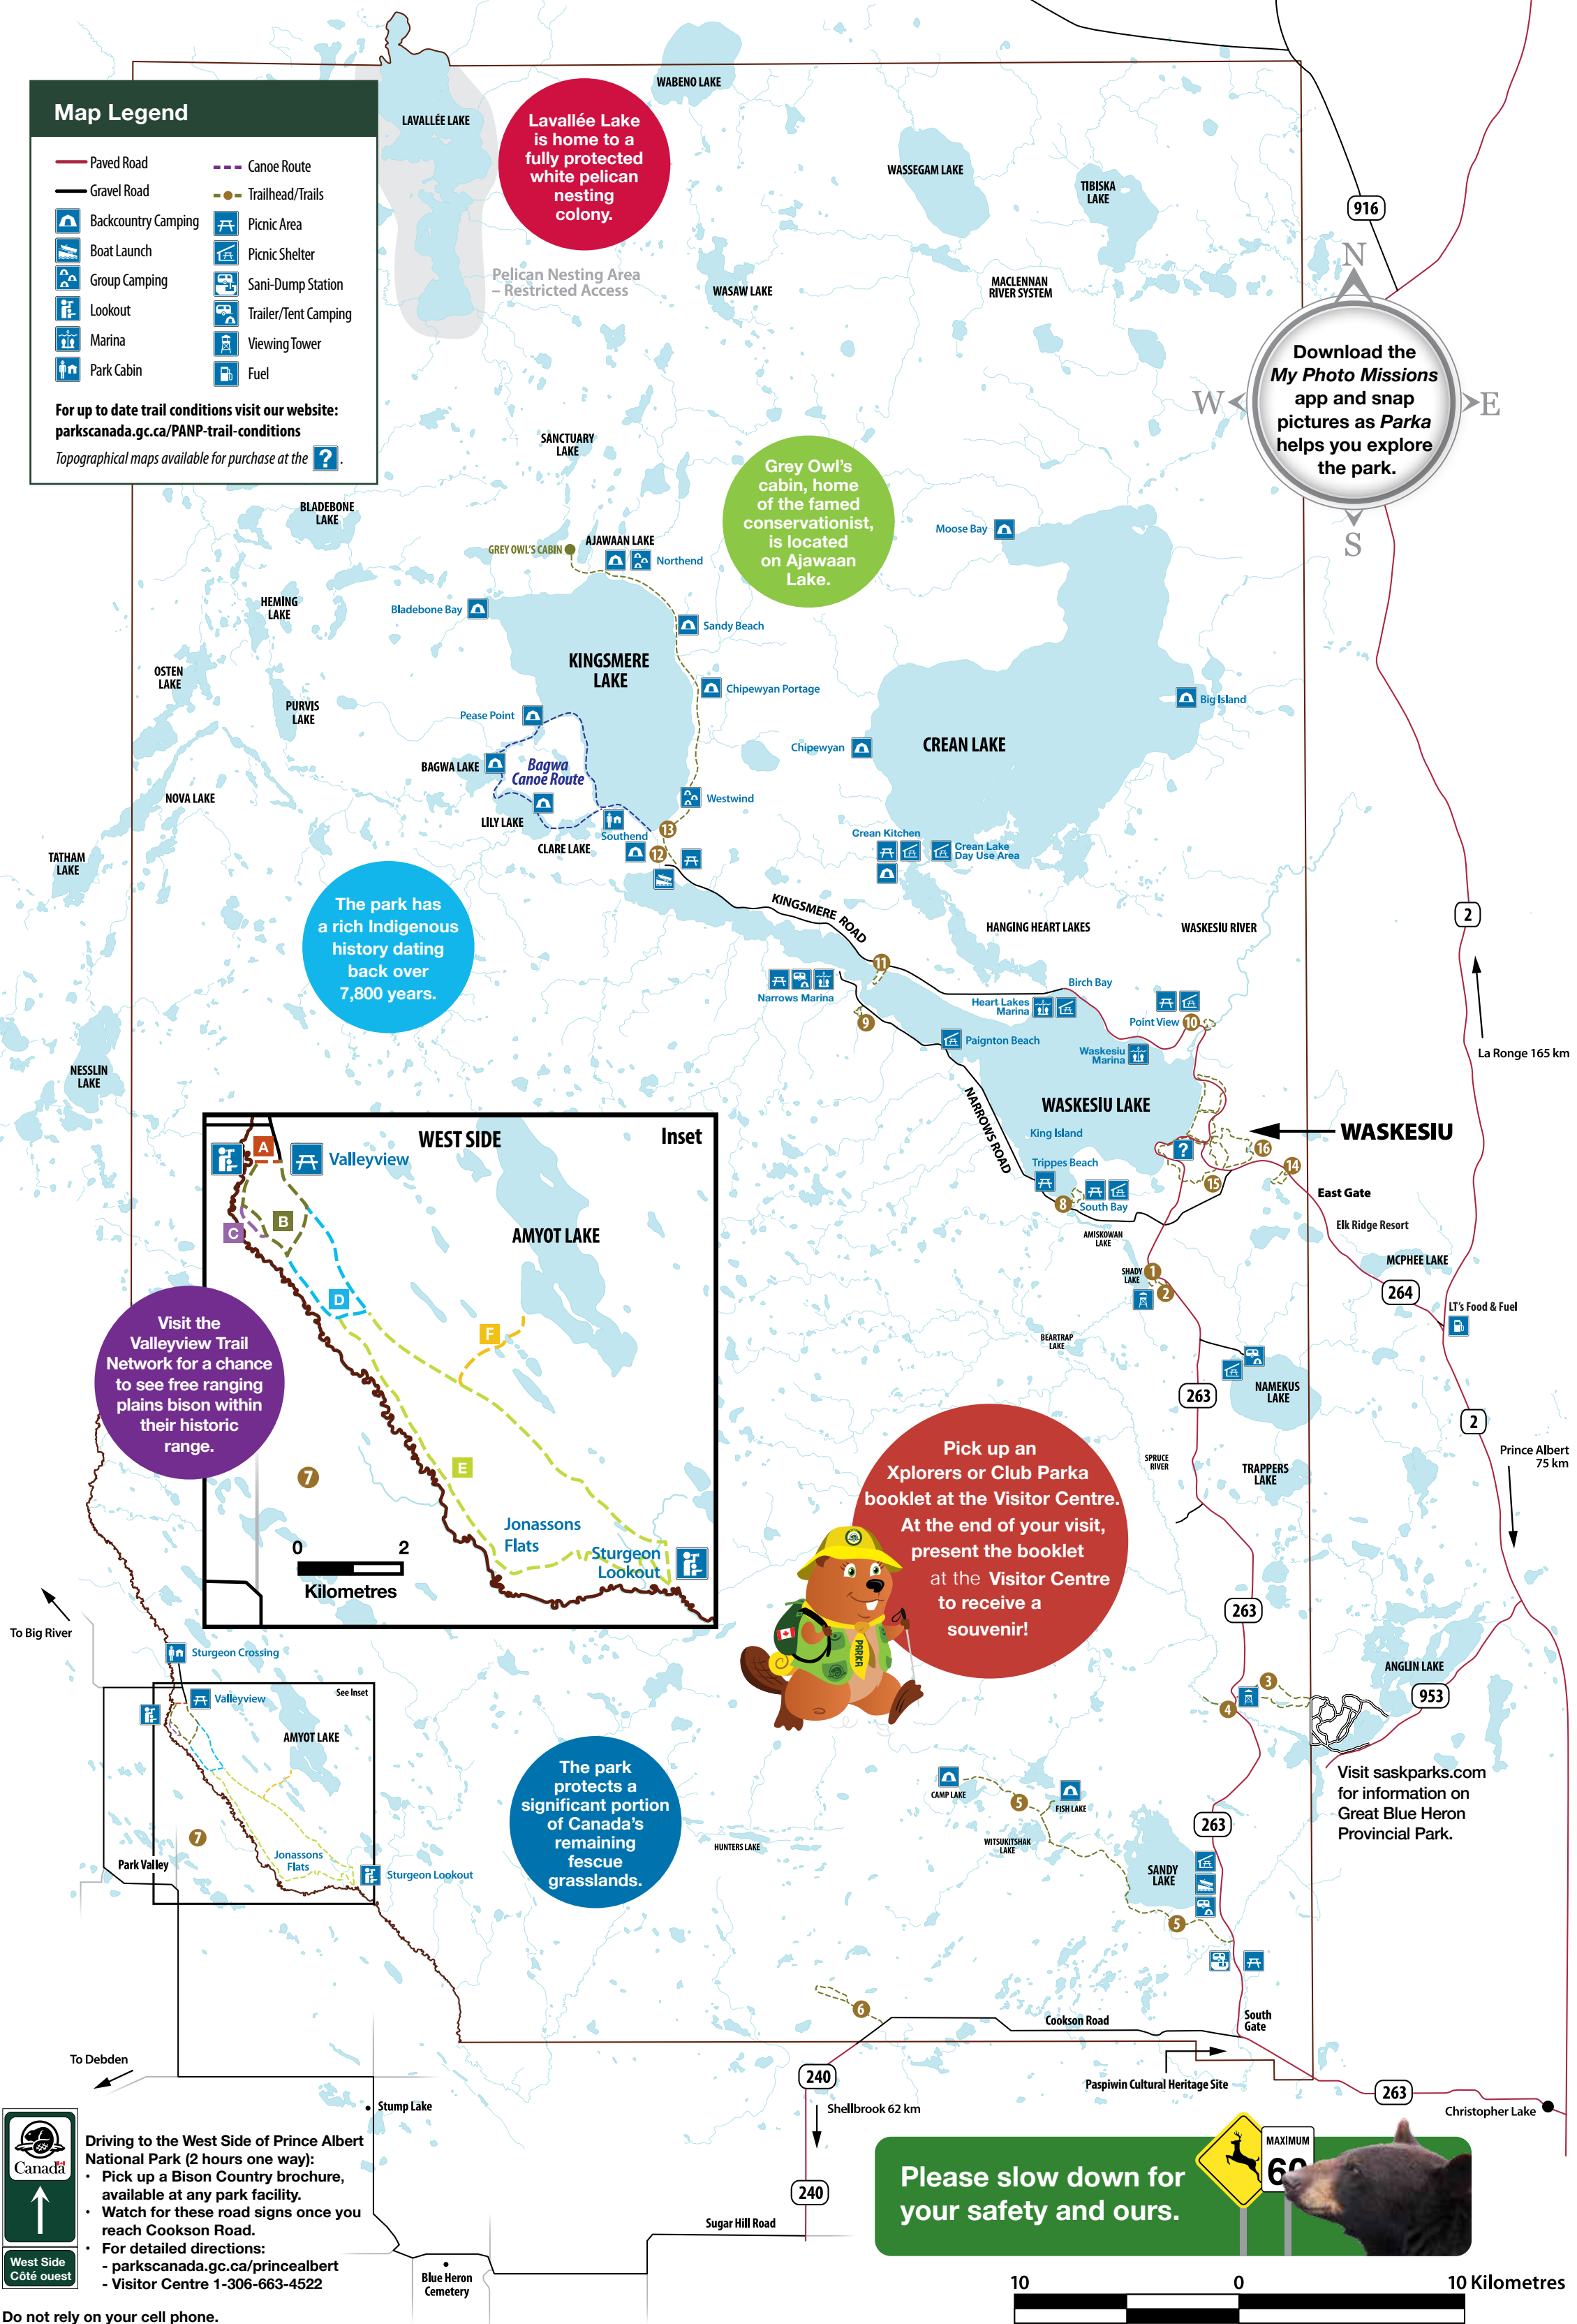 Map Legend
Paved Road
Gravel Road
Backcountry Camping
Boat Launch
Group Camping
Lookout
Marina
Park Cabin
Canoe Route
Trailhead/Trails
Picnic Area
Picnic Shelter
Sani-Dump Station
Trailer/Tent Camping
Viewing Tower
Fuel
For up to date trail conditions visit our website:
parkscanada.gc.ca/PANP-trail-conditions
Topographical maps available for purchase at the ? .
LAVALLÉE LAKE
Lavallée Lake
is home to a
fully protected
white pelican
nesting
colony.
Pelican Nesting Area
– Restricted Access
WABENO LAKE
WASSEGAM LAKE
TIBISKA
LAKE
WASAW LAKE
MACLENNAN
RIVER SYSTEM
916
N
W
E
S
Download the
My Photo Missions
app and snap
pictures as Parka
helps you explore
the park.
SANCTUARY
LAKE
Grey Owl's
cabin, home
of the famed
conservationist,
is located
on Ajawaan
Lake.
BLADEBONE
LAKE
GREY OWL'S CABIN
AJAWAAN LAKE
Northend
Moose Bay
HEMING
LAKE
Bladebone Bay
Sandy Beach
KINGSMERE
LAKE
OSTEN
LAKE
PURVIS
LAKE
Chipewyan Portage
Big Island
Pease Point
Chipewyan
CREAN LAKE
BAGWA LAKE
Bagwa
Canoe Route
NOVA LAKE
Westwind
LILY LAKE
Southend
13
CLARE LAKE
12
Crean Kitchen
Crean Lake
Day Use Area
TATHAM
LAKE
The park has
a rich Indigenous
history dating
back over
7,800 years.
KINGSMERE ROAD
HANGING HEART LAKES
WASKESIU RIVER
2
11
Narrows Marina
9
Birch Bay
Heart Lakes
Marina
Point View
10
Paignton Beach
Waskesiu
Marina
La Ronge 165 km
NESSLIN
LAKE
NARROWS ROAD
WASKESIU LAKE
King Island
WASKESIU
?
16
14
15
Trippes Beach
8
South Bay
East Gate
Elk Ridge Resort
AMISKOWAN
LAKE
MCPHEE LAKE
SHADY
LAKE
1
2
264
LT's Food & Fuel
BEARTRAP
LAKE
263
NAMEKUS
LAKE
2
Prince Albert
75 km
SPRUCE
RIVER
TRAPPERS
LAKE
WEST SIDE
Inset
A
Valleyview
B
C
AMYOT LAKE
D
F
E
7
0
2
Kilometres
Jonassons
Flats
Sturgeon
Lookout
Visit the
Valleyview Trail
Network for a chance
to see free ranging
plains bison within
their historic
range.
Pick up an
Xplorers or Club Parka
booklet at the Visitor Centre.
At the end of your visit,
present the booklet
at the Visitor Centre
to receive a
souvenir!
PARKA
263
To Big River
Sturgeon Crossing
Valleyview
See Inset
AMYOT LAKE
7
Park Valley
Jonassons
Flats
Sturgeon Lookout
The park
protects a
significant portion
of Canada's
remaining
fescue
grasslands.
3
4
ANGLIN LAKE
953
Visit saskparks.com
for information on
Great Blue Heron
Provincial Park.
CAMP LAKE
5
FISH LAKE
WITSUKITSHAK
LAKE
HUNTERS LAKE
263
SANDY
LAKE
5
6
Cookson Road
South
Gate
Paspiwin Cultural Heritage Site
240
263
Christopher Lake
Shellbrook 62 km
240
Sugar Hill Road
To Debden
Stump Lake
Blue Heron
Cemetery
Canada
West Side
Côté ouest
Driving to the West Side of Prince Albert
National Park (2 hours one way):
• Pick up a Bison Country brochure,
available at any park facility.
• Watch for these road signs once you
reach Cookson Road.
• For detailed directions:
- parkscanada.gc.ca/princealbert
- Visitor Centre 1-306-663-4522
Do not rely on your cell phone.
Please slow down for
your safety and ours.
MAXIMUM
60
10
0
10 Kilometres